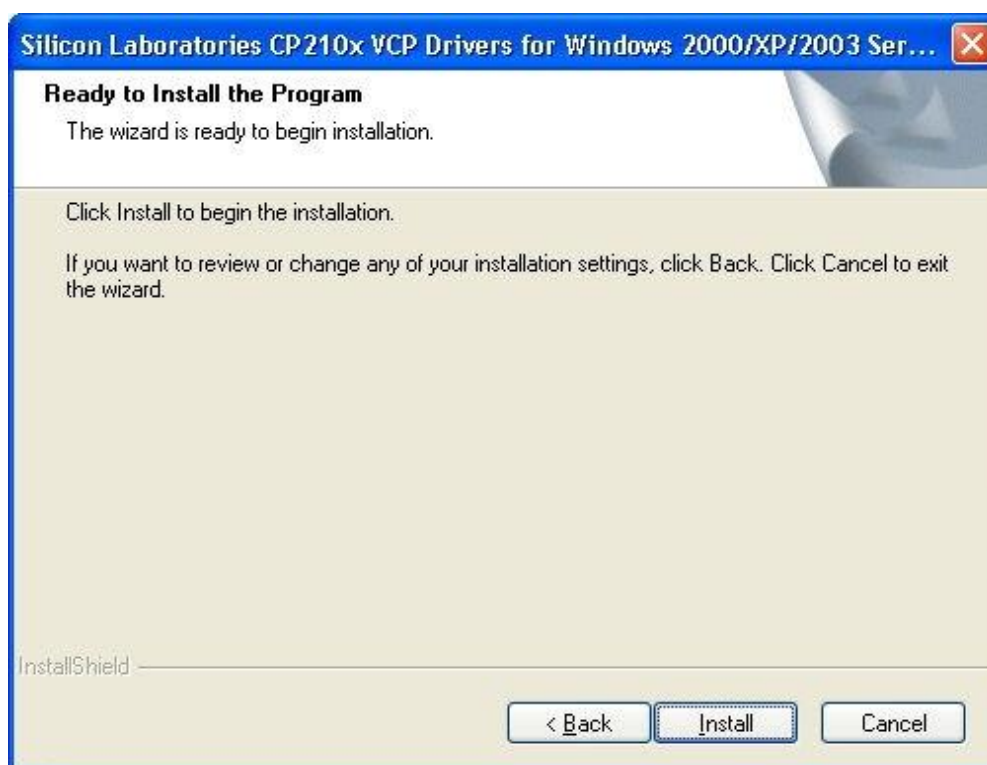 Silicon Laboratories CP210x VCP Drivers for Windows 2000/XP/2003 Ser...
Ready to Install the Program
The wizard is ready to begin installation.
Click Install to begin the installation.
If you want to review or change any of your installation settings, click Back. Click Cancel to exit
the wizard.
InstallShield
< Back
Install
Cancel